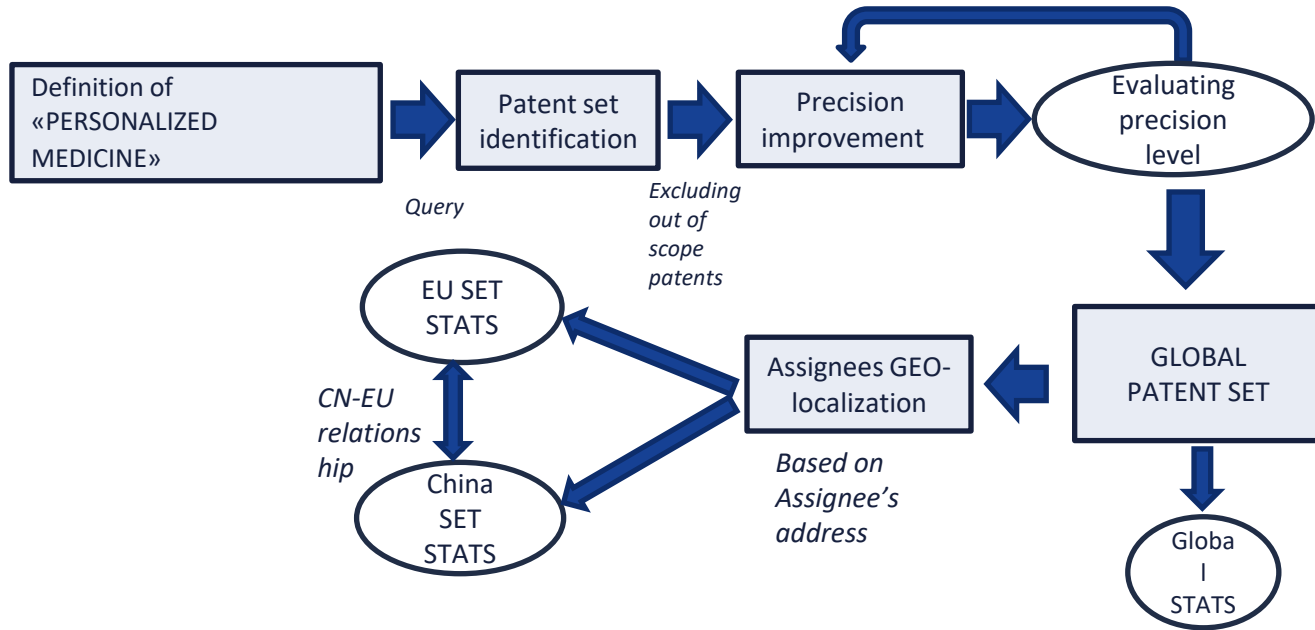 Definition of
«PERSONALIZED
MEDICINE»
Query
Patent set
identification
Excluding
out of
scope
patents
Precision
improvement
Evaluating
precision
level
GLOBAL
PATENT SET
Globa
l
STATS
Assignees GEO-
localization
Based on
Assignee’s
address
EU SET
STATS
CN-EU
relations
hip
China
SET
STATS